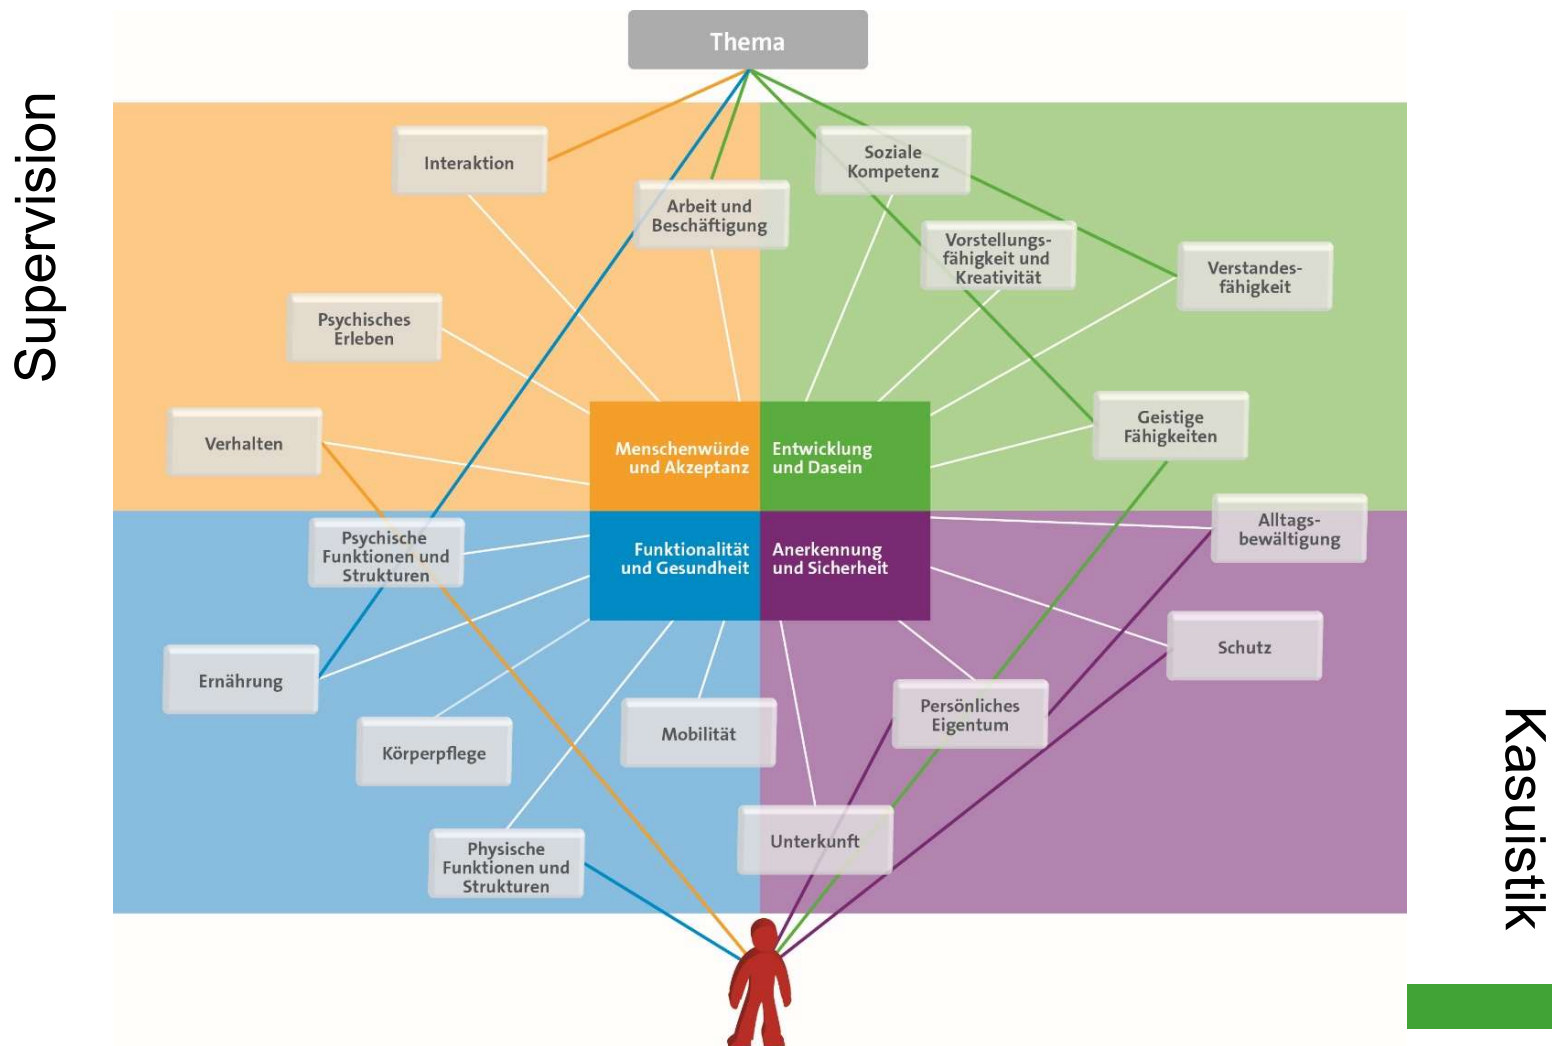 Thema
Supervision
Interaktion
Soziale
Kompetenz
Arbeit und
Beschäftigung
Vorstellungs-
fähigkeit und
Kreativität
Verstandes-
fähigkeit
Psychisches
Erleben
Geistige
Fähigkeiten
Verhalten
Menschenwürde
und Akzeptanz
Entwicklung
und Dasein
Alltags-
bewältigung
Psychische
Funktionen und
Strukturen
Funktionalität
und Gesundheit
Anerkennung
und Sicherheit
Schutz
Ernährung
Persönliches
Eigentum
Mobilität
Körperpflege
Unterkunft
Physische
Funktionen und
Strukturen
Kasuistik